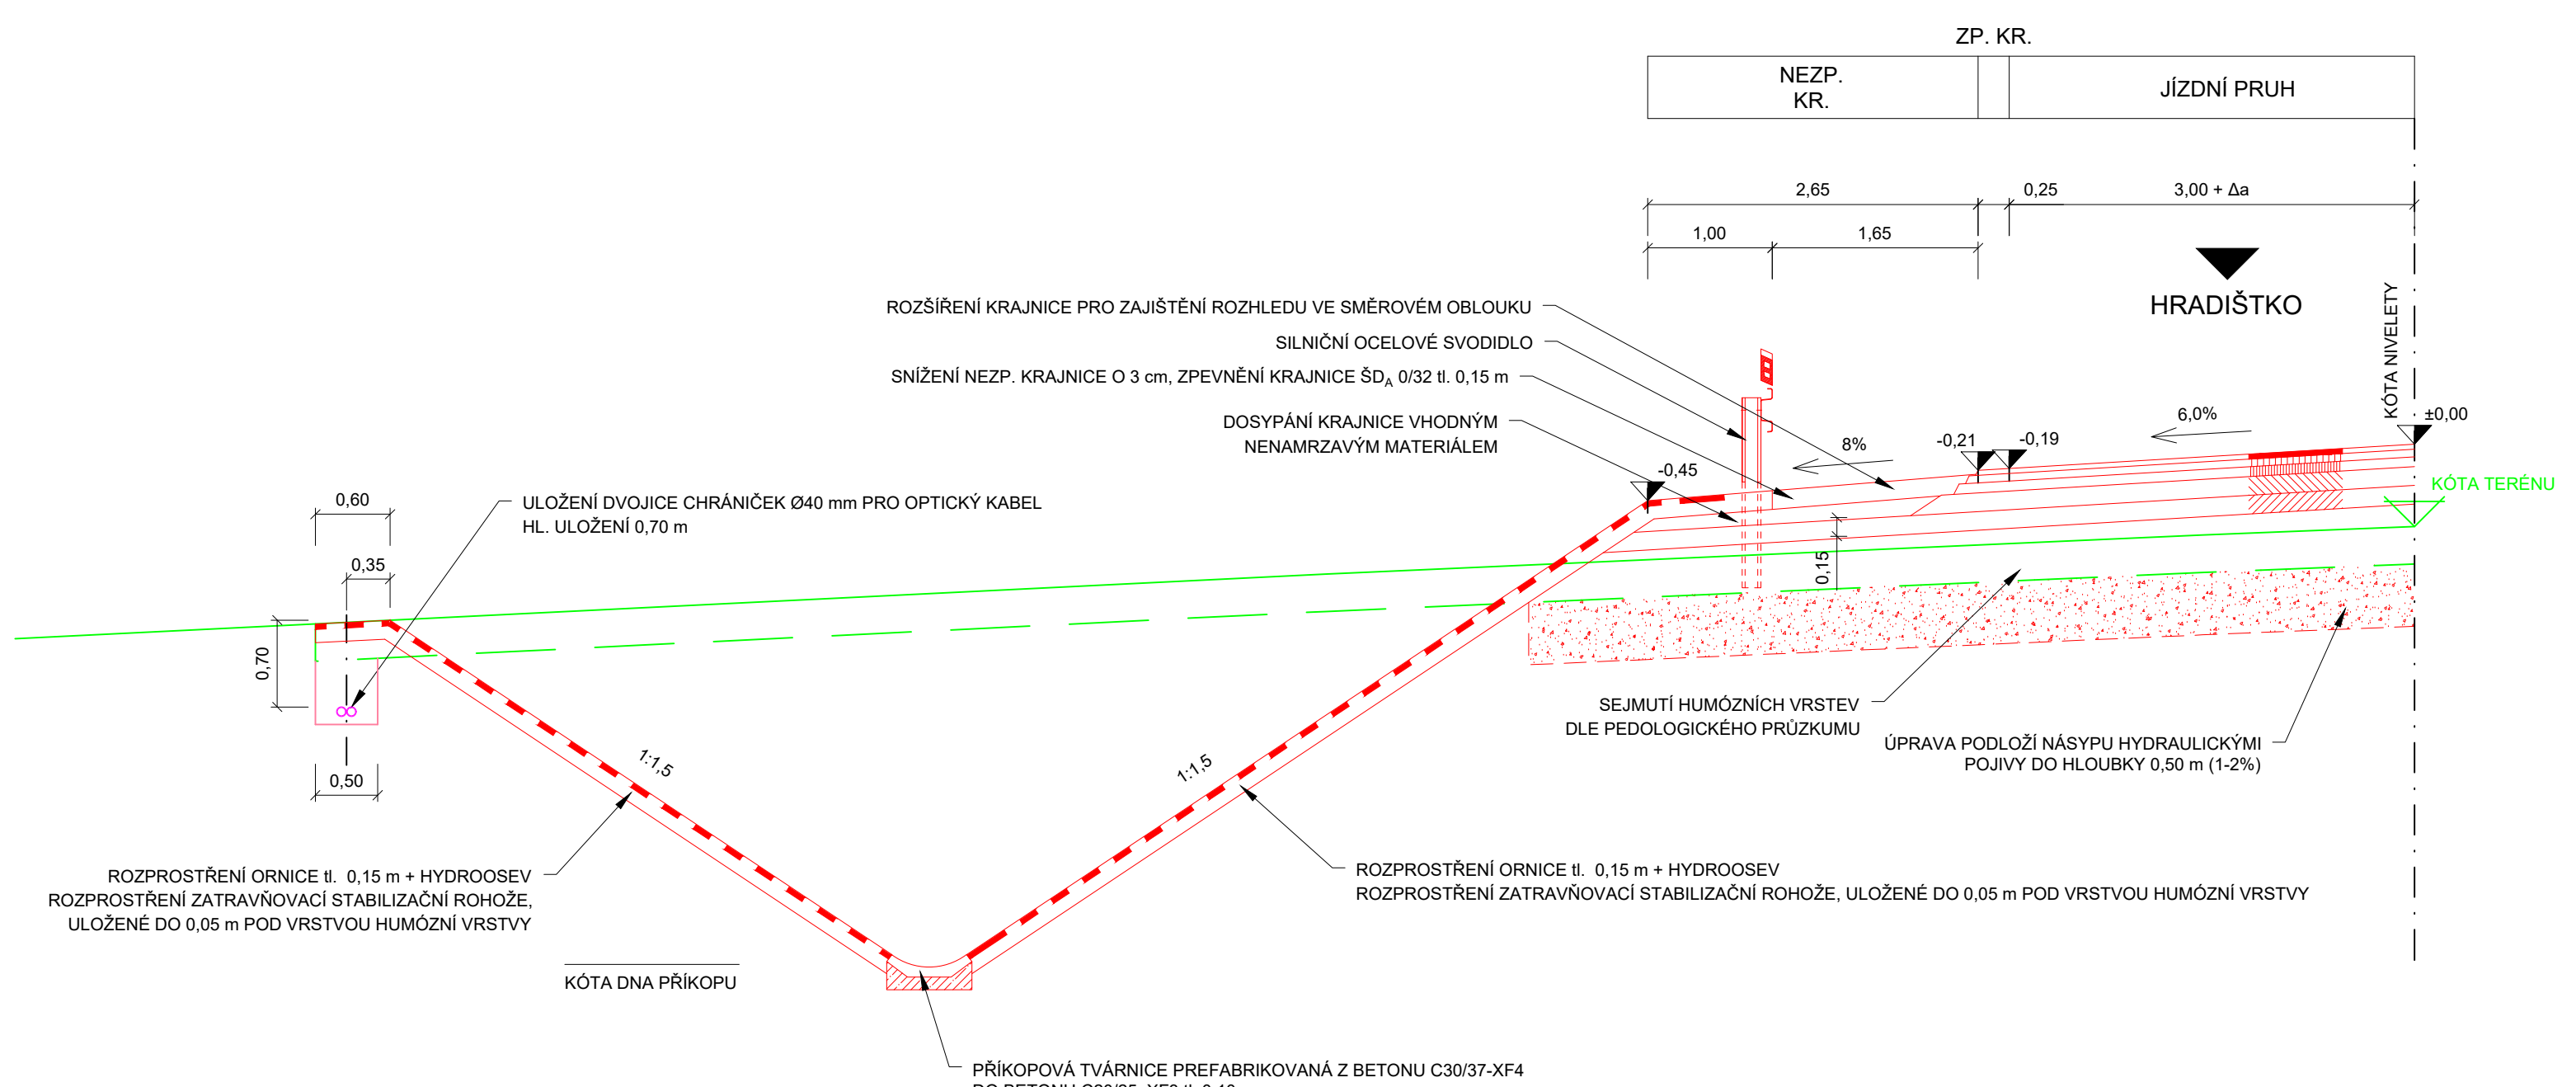 ZP. KR.
NEZP.
KR.
JÍZDNÍ PRUH
2,65
0,25
3,00 + Δa
1,00
1,65
HRADIŠTKO
KÓTA NIVELETY
ROZŠÍŘENÍ KRAJNICE PRO ZAJIŠTĚNÍ ROZHLEDU VE SMĚROVÉM OBLOUKU
SILNIČNÍ OCELOVÉ SVODIDLO
SNÍŽENÍ NEZP. KRAJNICE O 3 cm, ZPEVNĚNÍ KRAJNICE ŠDA 0/32 tl. 0,15 m
DOSYPÁNÍ KRAJNICE VHODNÝM
NENAMRZAVÝM MATERIÁLEM
6,0%
±0,00
8%
-0,21
-0,19
-0,45
KÓTA TERÉNU
0,60
ULOŽENÍ DVOJICE CHRÁNIČEK Ø40 mm PRO OPTICKÝ KABEL
HL. ULOŽENÍ 0,70 m
0,35
0,15
0,70
0,50
1:1,5
1:1,5
SEJMUTÍ HUMÓZNÍCH VRSTEV
DLE PEDOLOGICKÉHO PRŮZKUMU
ÚPRAVA PODLOŽÍ NÁSYPU HYDRAULICKÝMI
POJIVY DO HLOUBKY 0,50 m (1-2%)
ROZPROSTŘENÍ ORNICE tl. 0,15 m + HYDROOSEV
ROZPROSTŘENÍ ZATRAVŇOVACÍ STABILIZAČNÍ ROHOŽE,
ULOŽENÉ DO 0,05 m POD VRSTVOU HUMÓZNÍ VRSTVY
ROZPROSTŘENÍ ORNICE tl. 0,15 m + HYDROOSEV
ROZPROSTŘENÍ ZATRAVŇOVACÍ STABILIZAČNÍ ROHOŽE, ULOŽENÉ DO 0,05 m POD VRSTVOU HUMÓZNÍ VRSTVY
KÓTA DNA PŘÍKOPU
PŘÍKOPOVÁ TVÁRNICE PREFABRIKOVANÁ Z BETONU C30/37-XF4